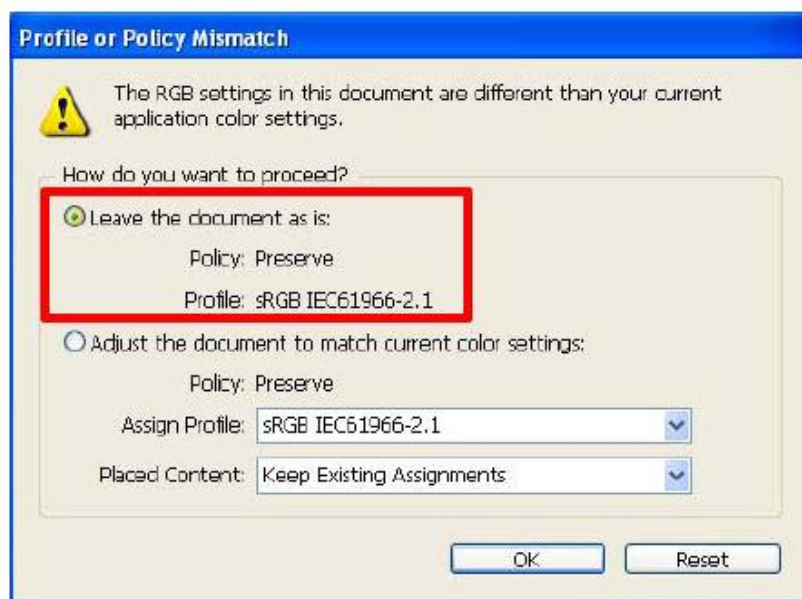 Profile or Policy Mismatch
The RGB settings in this document are different than your current
application color settings.
How do you want to proceed?
Leave the document as is:
Policy: Preserve
Profile: sRGB IEC61966-2.1
Adjust the document to match current color settings:
Policy: Preserve
Assign Profile: sRGB IEC61966-2.1
Placed Content: Keep Existing Assignments
OK Reset